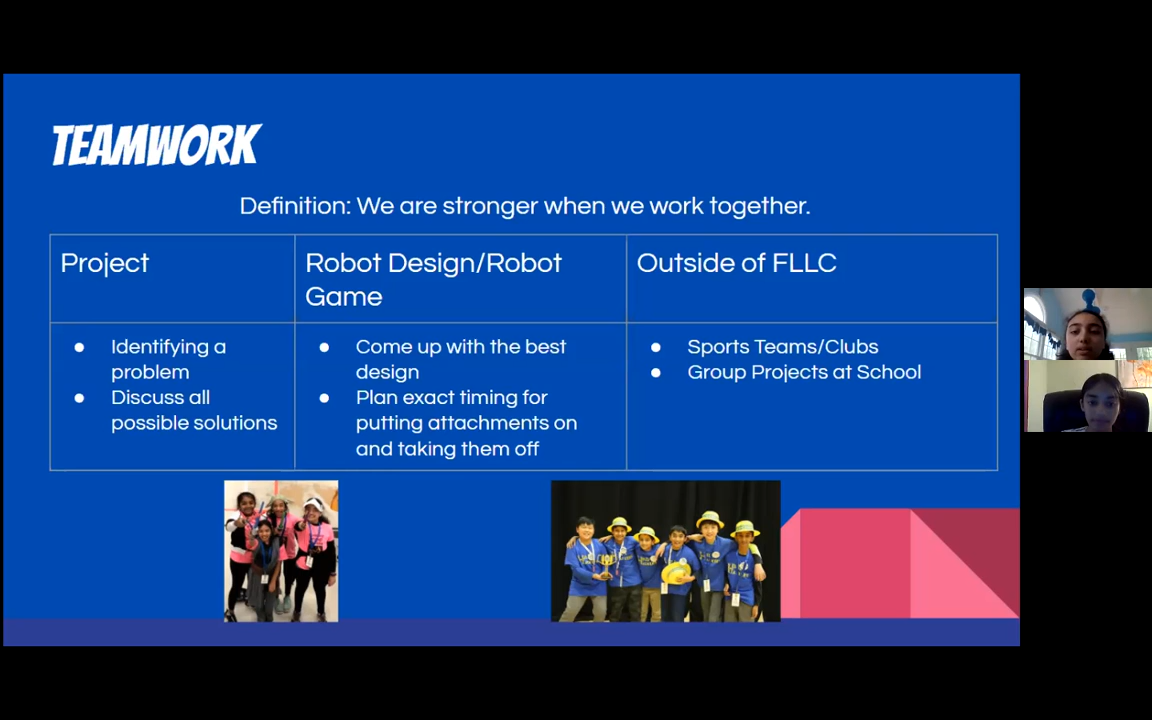 TEAMWORK
Definition: We are stronger when we work together.
Project
Robot Design/Robot
Game
Outside of FLLC
● Identifying a
problem
● Discuss all
possible solutions
● Come up with the best
design
● Plan exact timing for
putting attachments on
and taking them off
● Sports Teams/Clubs
● Group Projects at School